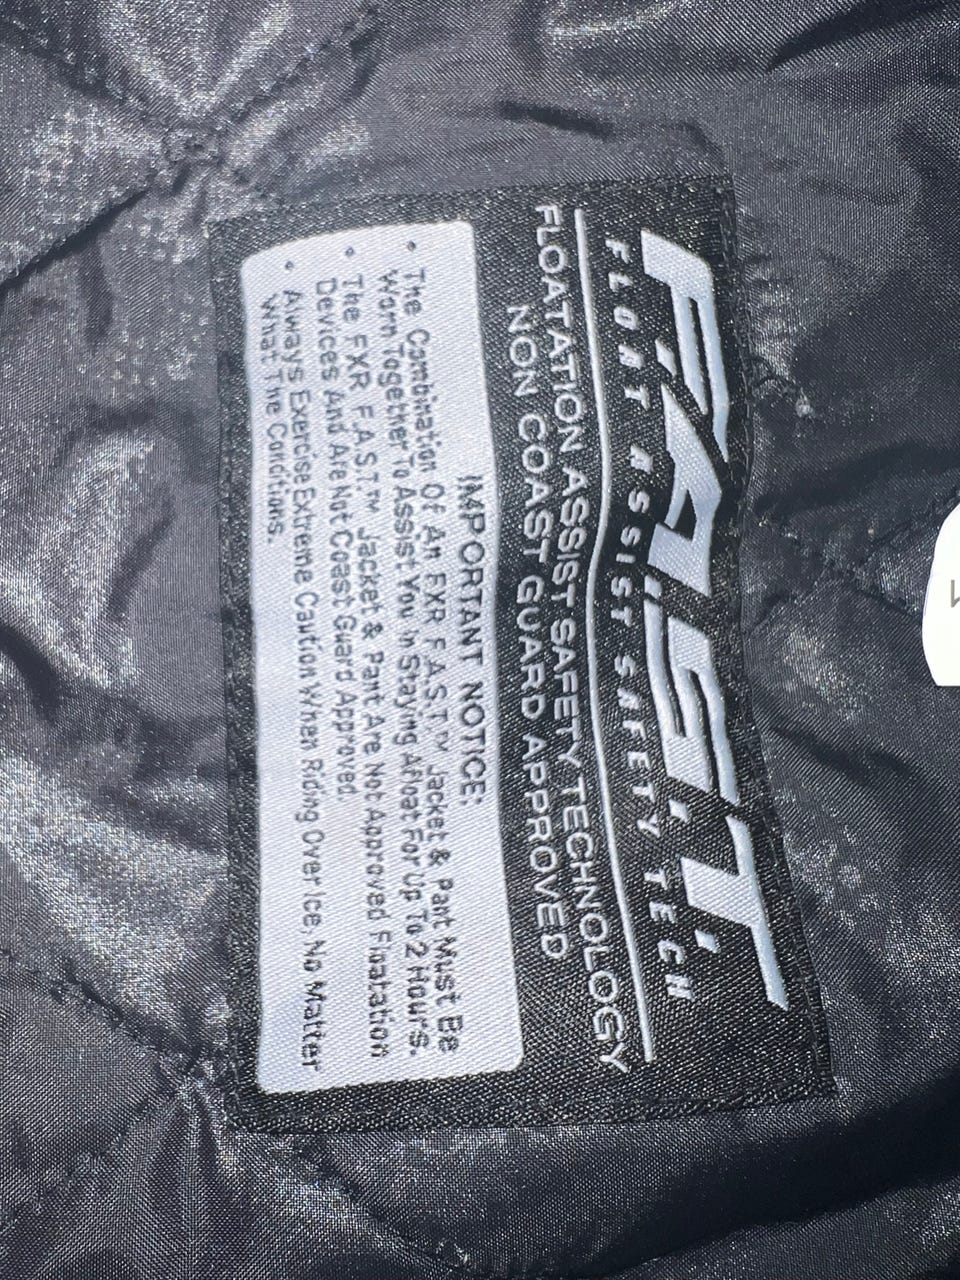 F.A.S.T.
FLOAT ASSIST SAFETY TECH
FLOATATION ASSIST SAFETY TECHNOLOGY
NON COAST GUARD APPROVED
IMPORTANT NOTICE:
• The Combination Of An FXR F.A.S.T.™ Jacket & Pant Must Be
Worn Together To Assist You in Staying Afloat For Up To 2 Hours.
• The FXR F.A.S.T.™ Jacket & Pant Are Not Approved Floatation
Devices And Are Not Coast Guard Approved.
• Always Exercise Extreme Caution When Riding Over Ice, No Matter
What The Conditions.